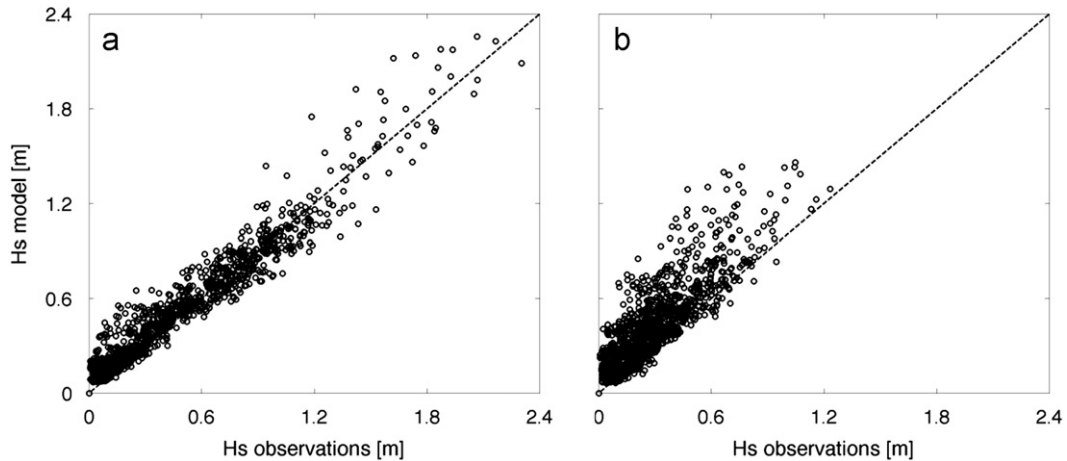 a
b
2.4
1.8
1.2
0.6
0
Hs model [m]
0 0.6 1.2 1.8 2.4
0 0.6 1.2 1.8 2.4
Hs observations [m]
Hs observations [m]